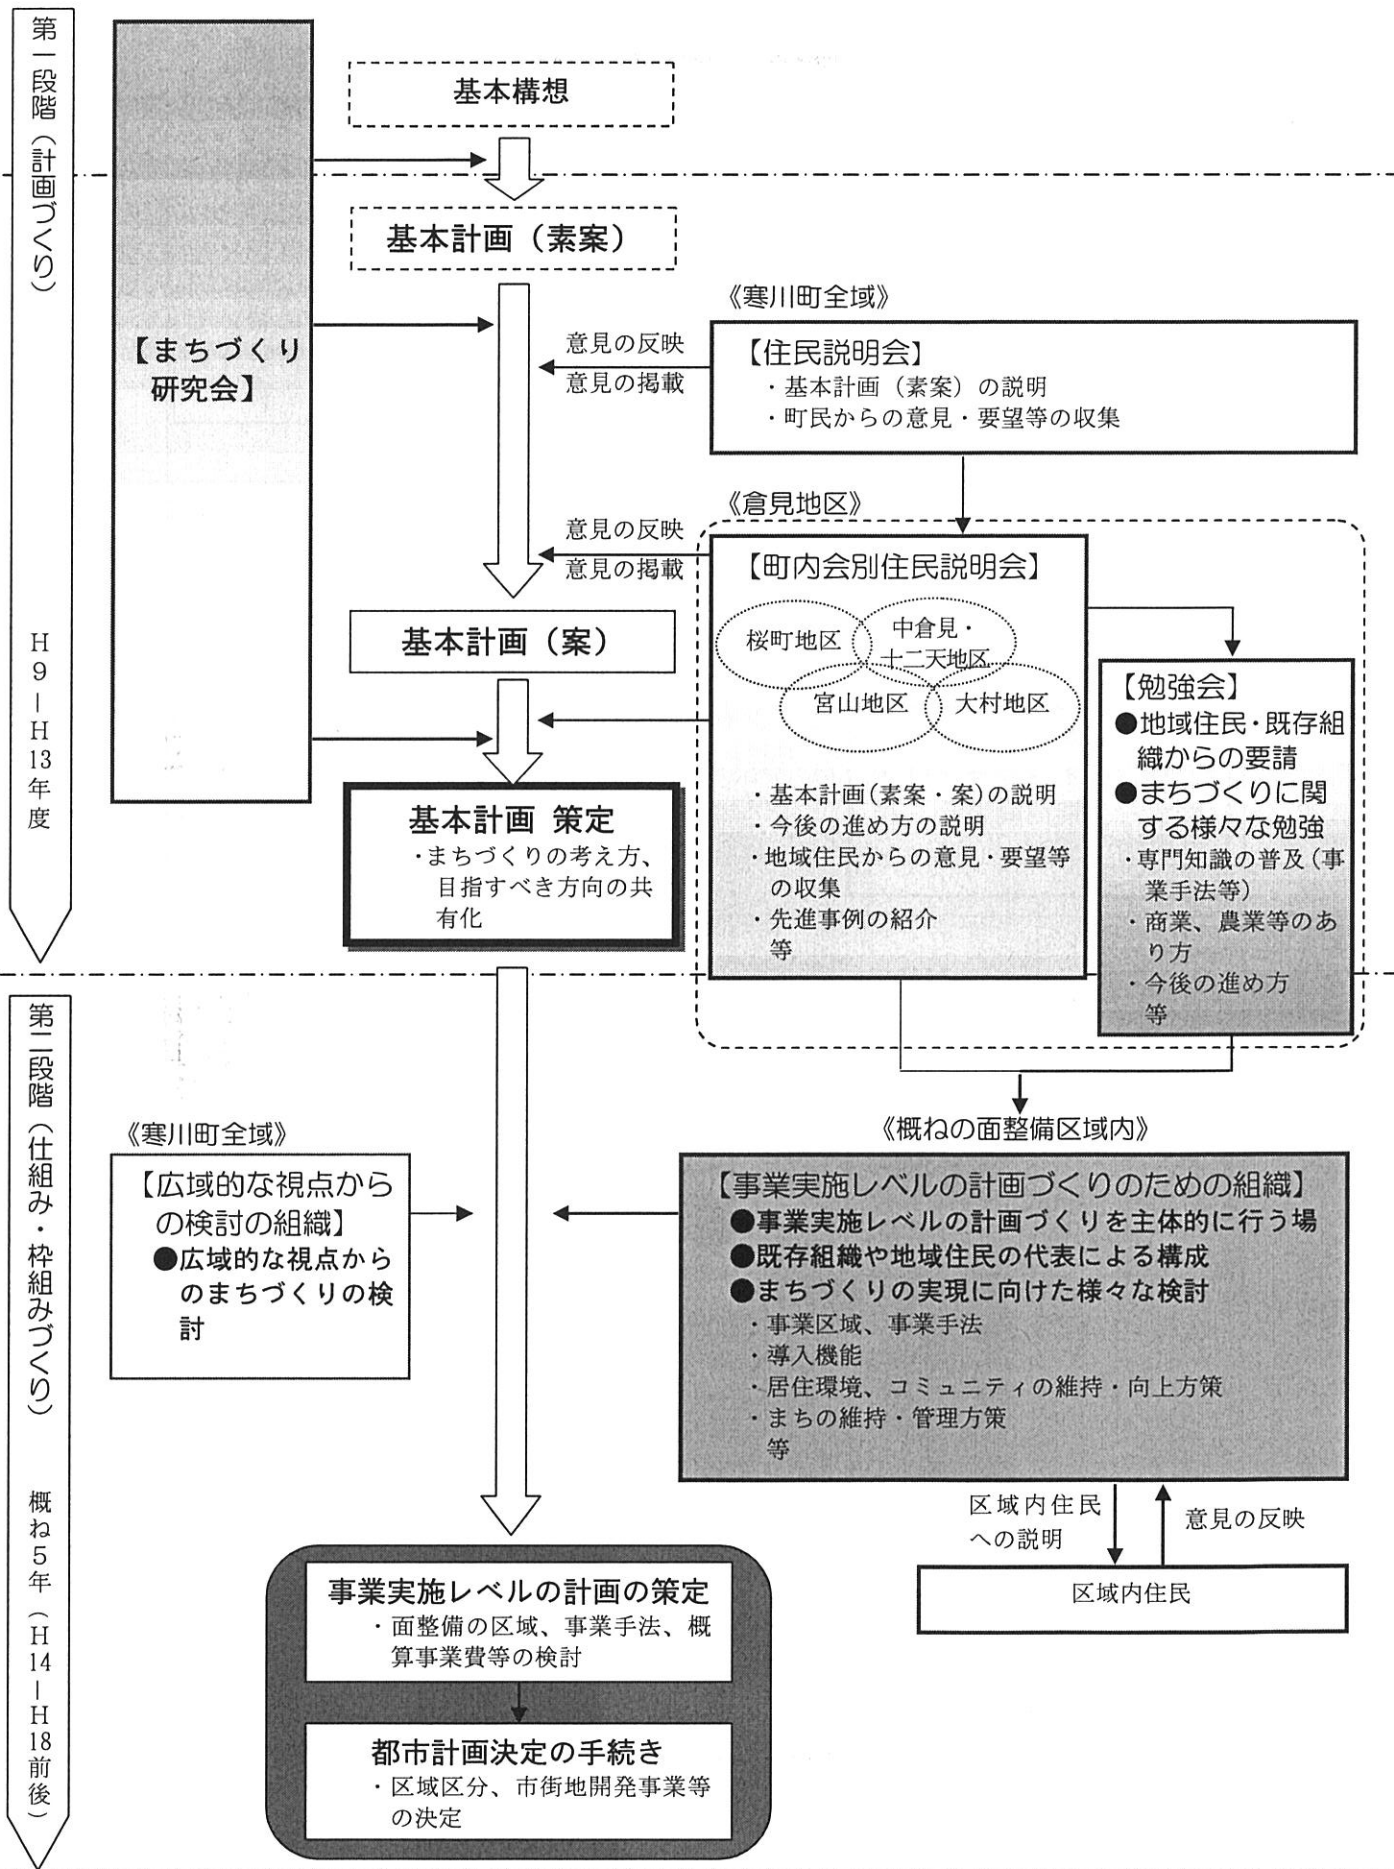 第一段階（計画づくり）
H9－H13年度
基本構想
基本計画（素案）
【まちづくり
研究会】
《寒川町全域》
意見の反映
意見の掲載
【住民説明会】
・基本計画（素案）の説明
・町民からの意見・要望等の収集
《倉見地区》
意見の反映
意見の掲載
【町内会別住民説明会】
桜町地区
中倉見・
十二天地区
宮山地区
大村地区
・基本計画（素案・案）の説明
・今後の進め方の説明
・地域住民からの意見・要望等
の収集
・先進事例の紹介
等
【勉強会】
●地域住民・既存組
織からの要請
●まちづくりに関
する様々な勉強
・専門知識の普及（事
業手法等）
・商業、農業等のあ
り方
・今後の進め方
等
基本計画（案）
基本計画 策定
・まちづくりの考え方、
目指すべき方向の共
有化
第二段階（仕組み・枠組みづくり）
概ね５年（H14－H18前後）
《寒川町全域》
【広域的な視点から
の検討の組織】
●広域的な視点から
のまちづくりの検
討
《概ねの面整備区域内》
【事業実施レベルの計画づくりのための組織】
●事業実施レベルの計画づくりを主体的に行う場
●既存組織や地域住民の代表による構成
●まちづくりの実現に向けた様々な検討
・事業区域、事業手法
・導入機能
・居住環境、コミュニティの維持・向上方策
・まちの維持・管理方策
等
区域内住民
への説明
意見の反映
区域内住民
事業実施レベルの計画の策定
・面整備の区域、事業手法、概
算事業費等の検討
都市計画決定の手続き
・区域区分、市街地開発事業等
の決定